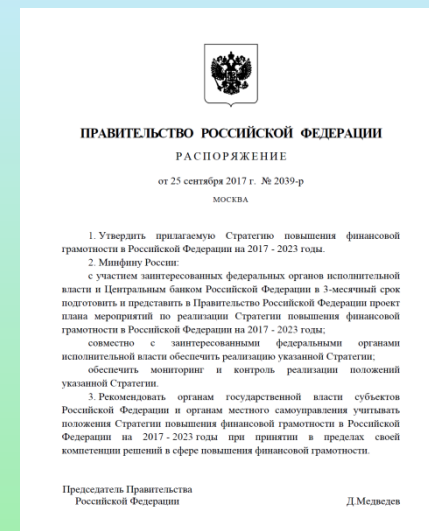 ПРАВИТЕЛЬСТВО РОССИЙСКОЙ ФЕДЕРАЦИИ
РАСПОРЯЖЕНИЕ
от 25 сентября 2017 г. № 2039-р
МОСКВА
1. Утвердить прилагаемую Стратегию повышения финансовой
грамотности в Российской Федерации на 2017 - 2023 годы.
2. Минфину России:
с участием заинтересованных федеральных органов исполнительной
власти и Центральным банком Российской Федерации в 3-месячный срок
подготовить и представить в Правительство Российской Федерации проект
плана мероприятий по реализации Стратегии повышения финансовой
грамотности в Российской Федерации на 2017 - 2023 годы;
совместно с заинтересованными федеральными органами
исполнительной власти обеспечить реализацию указанной Стратегии;
обеспечить мониторинг и контроль реализации положений
указанной Стратегии.
3. Рекомендовать органам государственной власти субъектов
Российской Федерации и органам местного самоуправления учитывать
положения Стратегии повышения финансовой грамотности в Российской
Федерации на 2017 - 2023 годы при принятии в пределах своей
компетенции решений в сфере повышения финансовой грамотности.
Председатель Правительства
Российской Федерации Д.Медведев